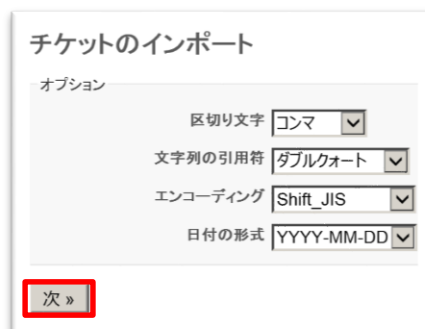 チケットのインポート
オプション
区切り文字 コンマ
文字列の引用符 ダブルクォート
エンコーディング Shift_JIS
日付の形式 YYYY-MM-DD
次 »